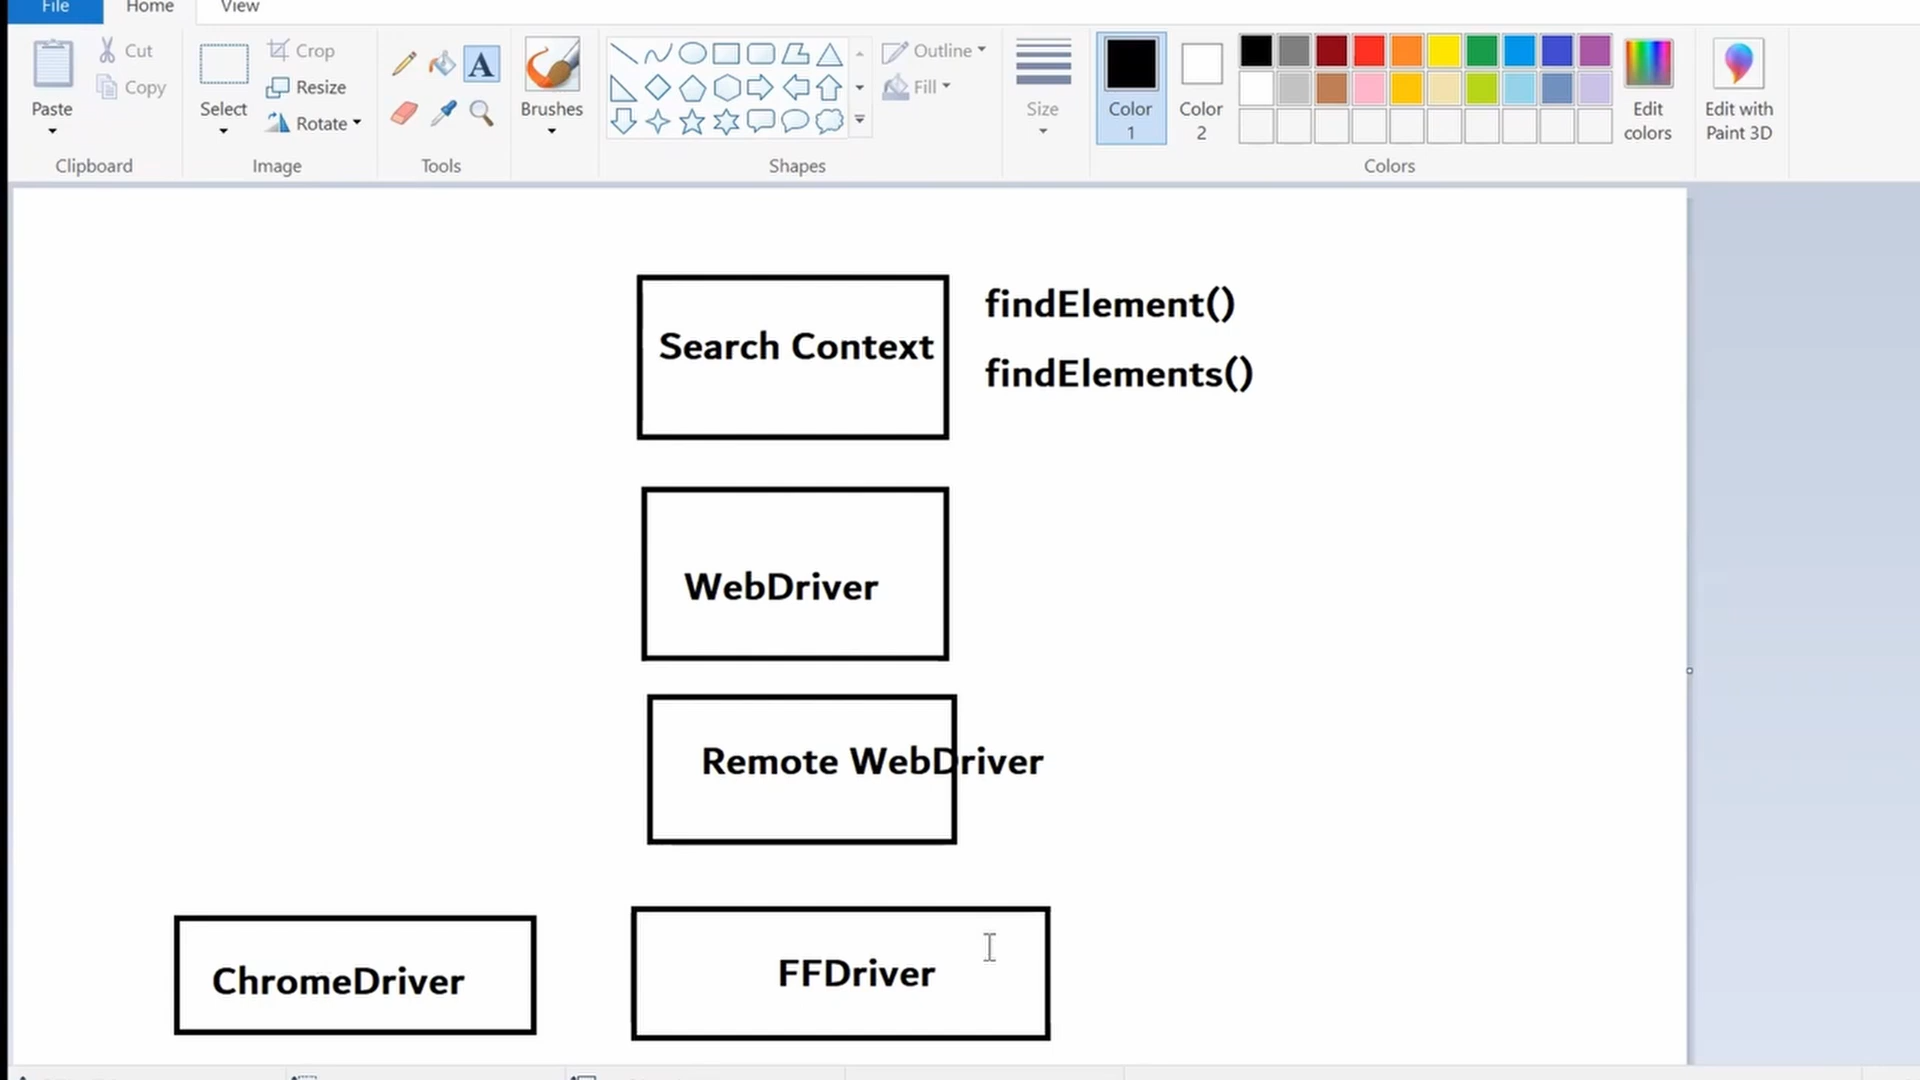 File Home View
Paste
Cut
Copy
Clipboard
Select
Crop
Resize
Rotate
Image
A
Tools
Brushes
Shapes
Outline
Fill
Size
Color
1
Color
2
Edit
colors
Colors
Edit with
Paint 3D
Search Context
findElement()
findElements()
WebDriver
Remote WebDriver
ChromeDriver
FFDriver